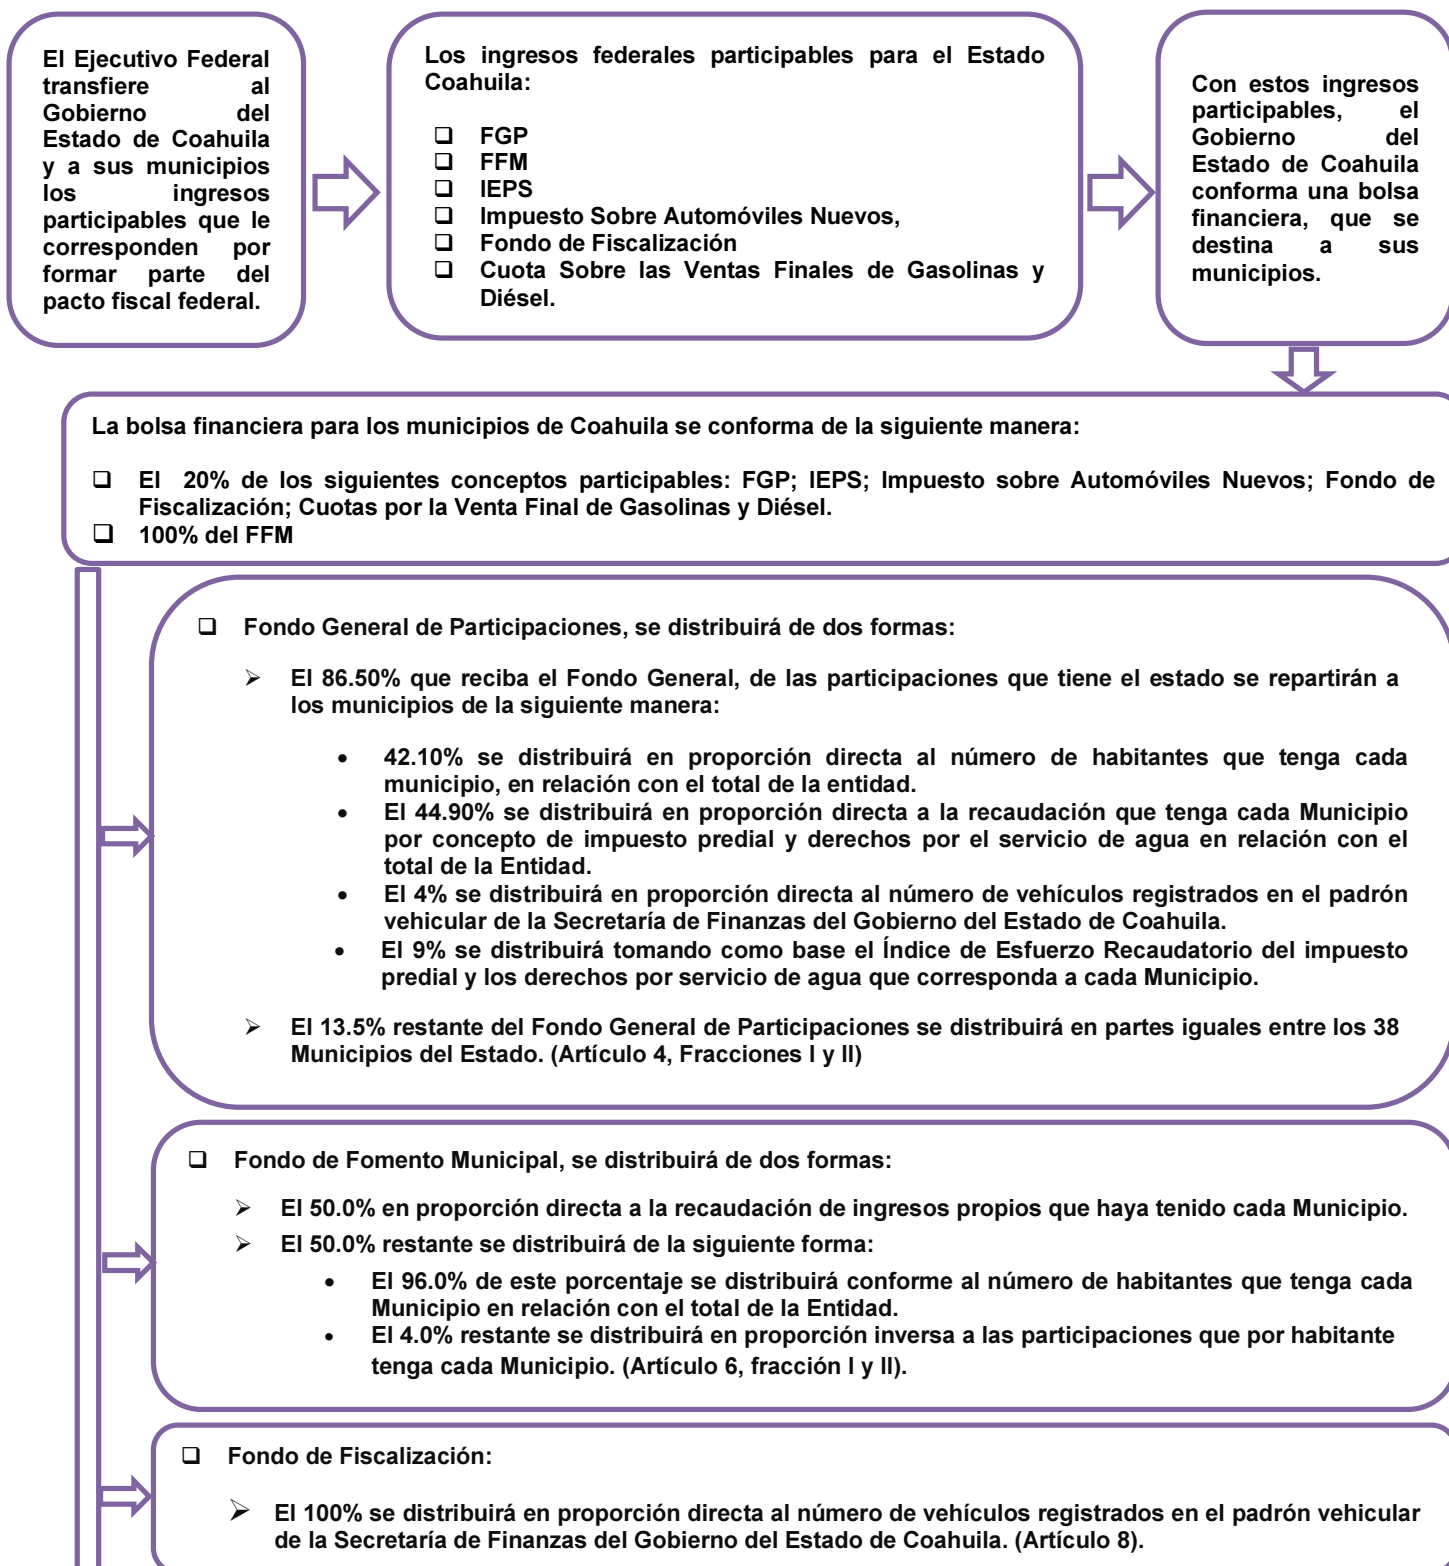 El Ejecutivo Federal
transfiere al
Gobierno del
Estado de Coahuila
y a sus municipios
los ingresos
participables que le
corresponden por
formar parte del
pacto fiscal federal.
Los ingresos federales participables para el Estado
Coahuila:
❑ FGP
❑ FFM
❑ IEPS
❑ Impuesto Sobre Automóviles Nuevos,
❑ Fondo de Fiscalización
❑ Cuota Sobre las Ventas Finales de Gasolinas y
Diésel.
Con estos ingresos
participables, el
Gobierno del
Estado de Coahuila
conforma una bolsa
financiera, que se
destina a sus
municipios.
La bolsa financiera para los municipios de Coahuila se conforma de la siguiente manera:
❑ El 20% de los siguientes conceptos participables: FGP; IEPS; Impuesto sobre Automóviles Nuevos; Fondo de
Fiscalización; Cuotas por la Venta Final de Gasolinas y Diésel.
❑ 100% del FFM
❑ Fondo General de Participaciones, se distribuirá de dos formas:
➢ El 86.50% que reciba el Fondo General, de las participaciones que tiene el estado se repartirán a
los municipios de la siguiente manera:
• 42.10% se distribuirá en proporción directa al número de habitantes que tenga cada
municipio, en relación con el total de la entidad.
• El 44.90% se distribuirá en proporción directa a la recaudación que tenga cada Municipio
por concepto de impuesto predial y derechos por el servicio de agua en relación con el
total de la Entidad.
• El 4% se distribuirá en proporción directa al número de vehículos registrados en el padrón
vehicular de la Secretaría de Finanzas del Gobierno del Estado de Coahuila.
• El 9% se distribuirá tomando como base el Índice de Esfuerzo Recaudatorio del impuesto
predial y los derechos por servicio de agua que corresponda a cada Municipio.
➢ El 13.5% restante del Fondo General de Participaciones se distribuirá en partes iguales entre los 38
Municipios del Estado. (Artículo 4, Fracciones I y II)
❑ Fondo de Fomento Municipal, se distribuirá de dos formas:
➢ El 50.0% en proporción directa a la recaudación de ingresos propios que haya tenido cada Municipio.
➢ El 50.0% restante se distribuirá de la siguiente forma:
• El 96.0% de este porcentaje se distribuirá conforme al número de habitantes que tenga cada
Municipio en relación con el total de la Entidad.
• El 4.0% restante se distribuirá en proporción inversa a las participaciones que por habitante
tenga cada Municipio. (Artículo 6, fracción I y II).
❑ Fondo de Fiscalización:
➢ El 100% se distribuirá en proporción directa al número de vehículos registrados en el padrón vehicular
de la Secretaría de Finanzas del Gobierno del Estado de Coahuila. (Artículo 8).